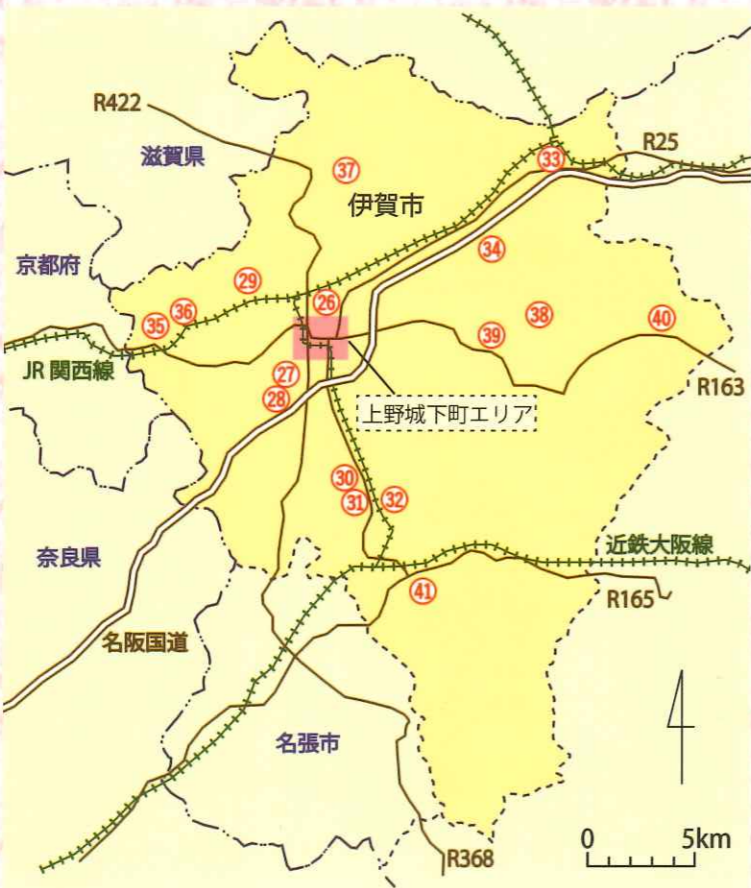 R422
滋賀県
R25
㉝
㊲
伊賀市
㉞
京都府
㉙
㉖
㊱
㉟
㊴
㊳
㊵
JR関西線
㉗
㉘
R163
上野城下町エリア
㉚
㉛
㉜
奈良県
近鉄大阪線
㊶
R165
名阪国道
名張市
0 5km
R368